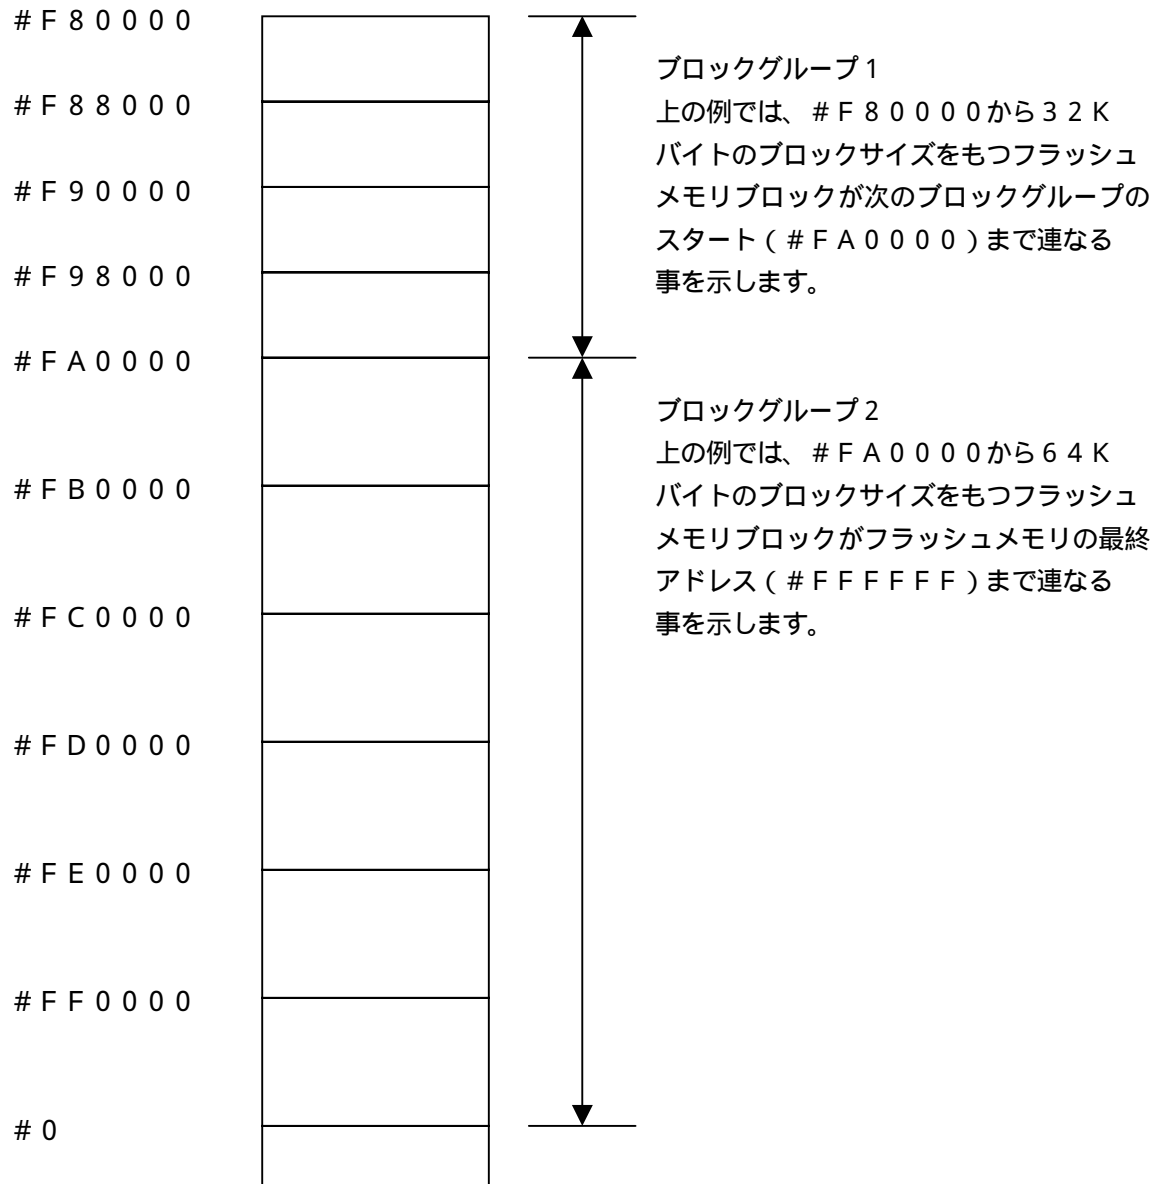 #F80000
ブロックグループ1
上の例では、#F80000から32K
#F88000
バイトのブロックサイズをもつフラッシュ
メモリブロックが次のブロックグループの
#F90000
スタート(#FA0000)まで連なる
#F98000
事を示します。
#FA0000
ブロックグループ2
上の例では、#FA0000から64K
#FB0000
バイトのブロックサイズをもつフラッシュ
メモリブロックがフラッシュメモリの最終
アドレス(#FFFFFF)まで連なる
#FC0000
事を示します。
#FD0000
#FE0000
#FF0000
#0